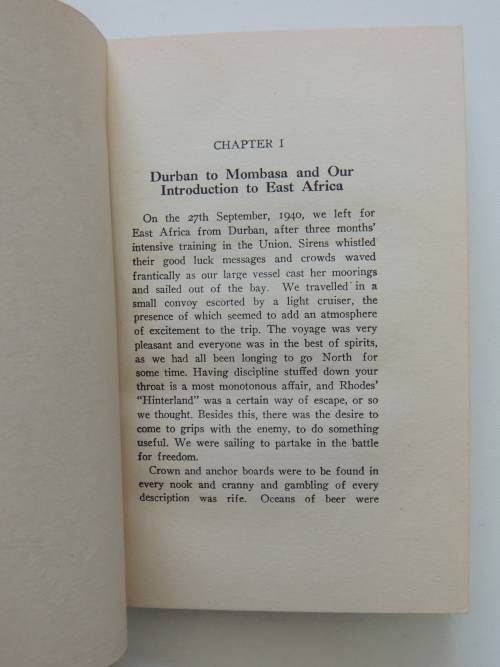 CHAPTER I
Durban to Mombasa and Our
Introduction to East Africa
On the 27th September, 1940, we left for
East Africa from Durban, after three months'
intensive training in the Union. Sirens whistled
their good luck messages and crowds waved
frantically as our large vessel cast her moorings
and sailed out of the bay. We travelled in a
small convoy escorted by a light cruiser, the
presence of which seemed to add an atmosphere
of excitement to the trip. The voyage was very
pleasant and everyone was in the best of spirits,
as we had all been longing to go North for
some time. Having discipline stuffed down your
throat is a most monotonous affair, and Rhodes'
"Hinterland" was a certain way of escape, or so
we thought. Besides this, there was the desire to
come to grips with the enemy, to do something
useful. We were sailing to partake in the battle
for freedom.
Crown and anchor boards were to be found in
every nook and cranny and gambling of every
description was rife. Oceans of beer were